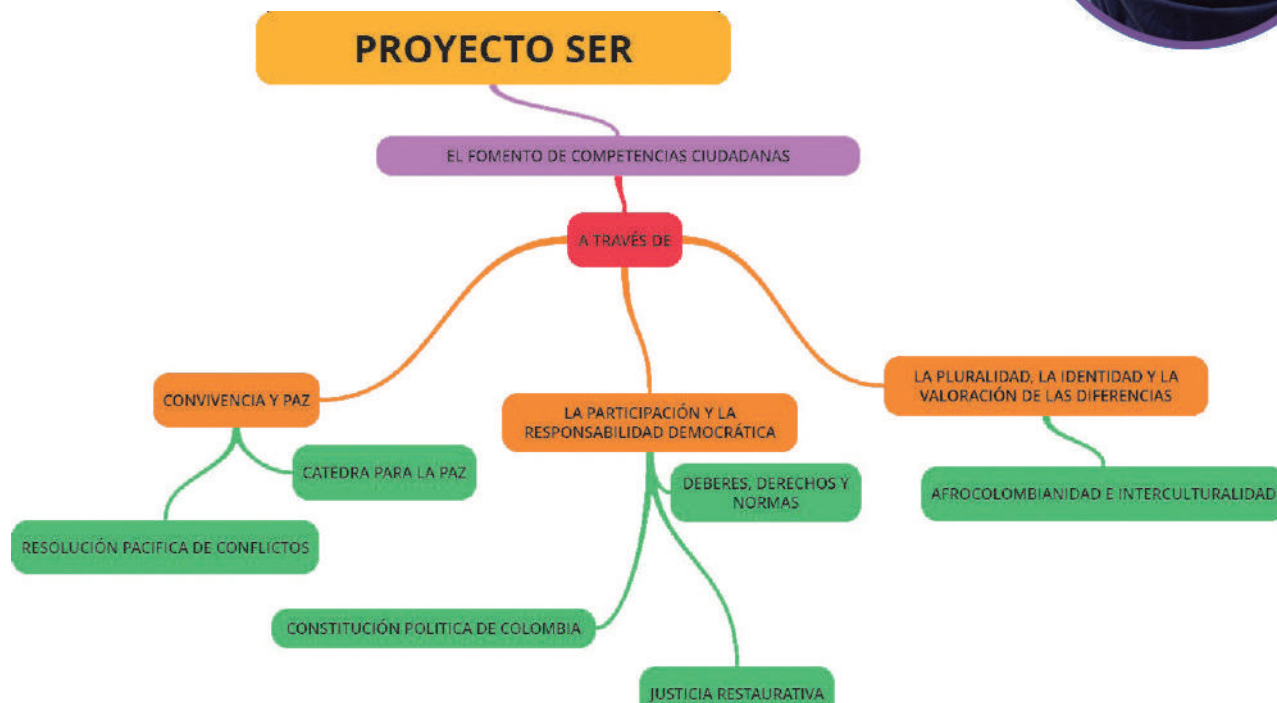 PROYECTO SER
EL FOMENTO DE COMPETENCIAS CIUDADANAS
A TRAVÉS DE
CONVIVENCIA Y PAZ
LA PARTICIPACIÓN Y LA
RESPONSABILIDAD DEMOCRÁTICA
LA PLURALIDAD, LA IDENTIDAD Y LA
VALORACIÓN DE LAS DIFERENCIAS
CATEDRA PARA LA PAZ
RESOLUCIÓN PACIFICA DE CONFLICTOS
DEBERES, DERECHOS Y
NORMAS
CONSTITUCIÓN POLITICA DE COLOMBIA
JUSTICIA RESTAURATIVA
AFROCOLOMBIANIDAD E INTERCULTURALIDAD